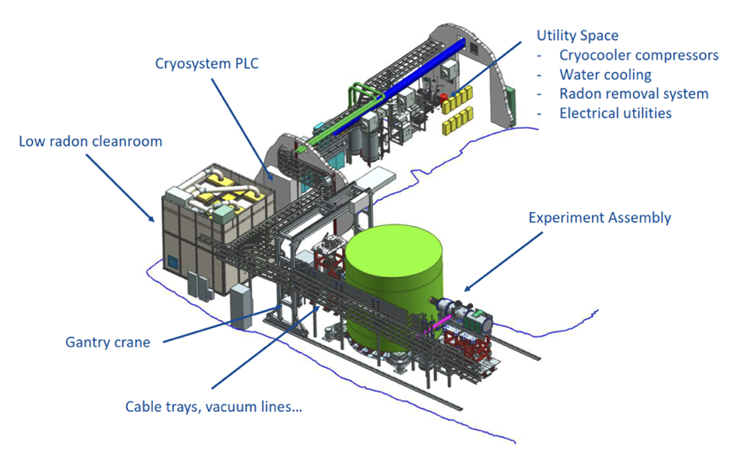 Utility Space
- Cryocooler compressors
- Water cooling
- Radon removal system
- Electrical utilities
Cryosystem PLC
Low radon cleanroom
Experiment Assembly
Gantry crane
Cable trays, vacuum lines...